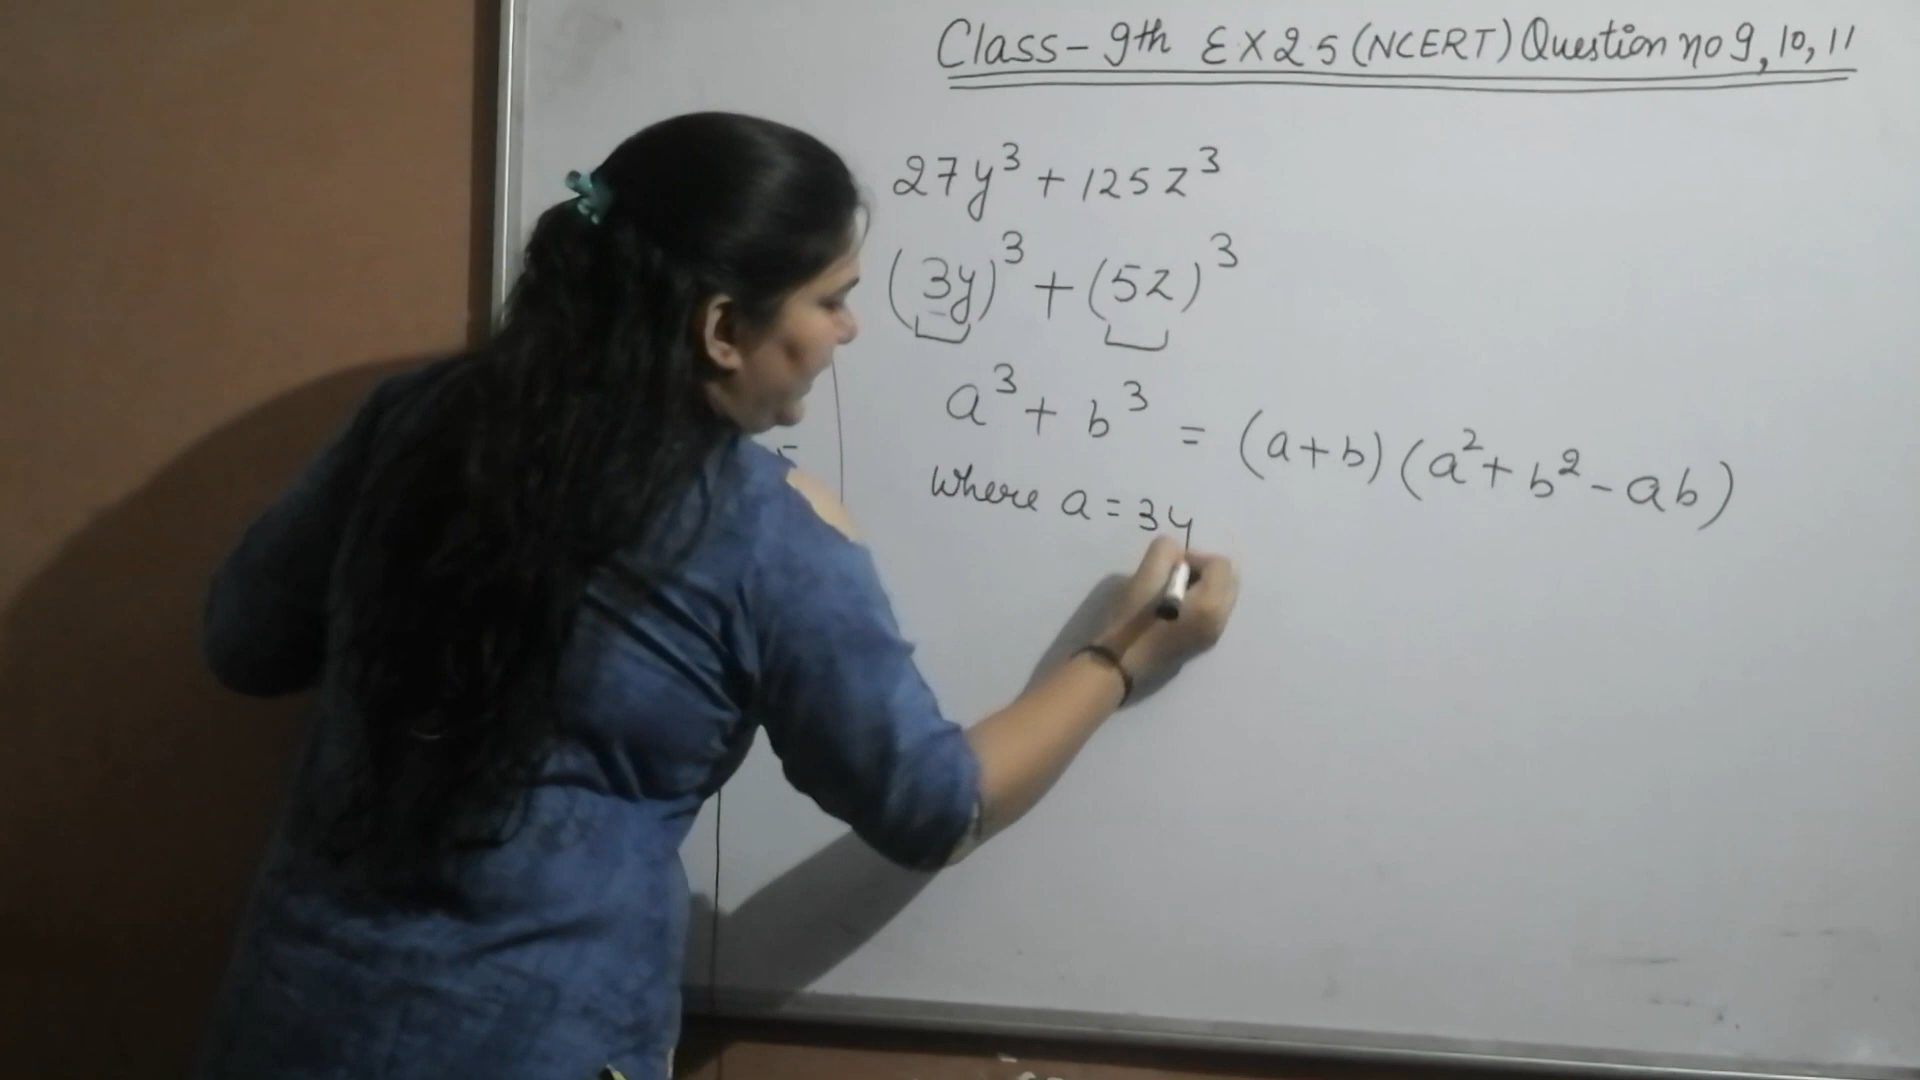 Class-9th EX 2.5 (NCERT) Question no 9, 10, 11
27y³ + 125z³
(3y)³ + (5z)³
a³ + b³ = (a+b) (a²+ b² - ab)
Where a = 3y